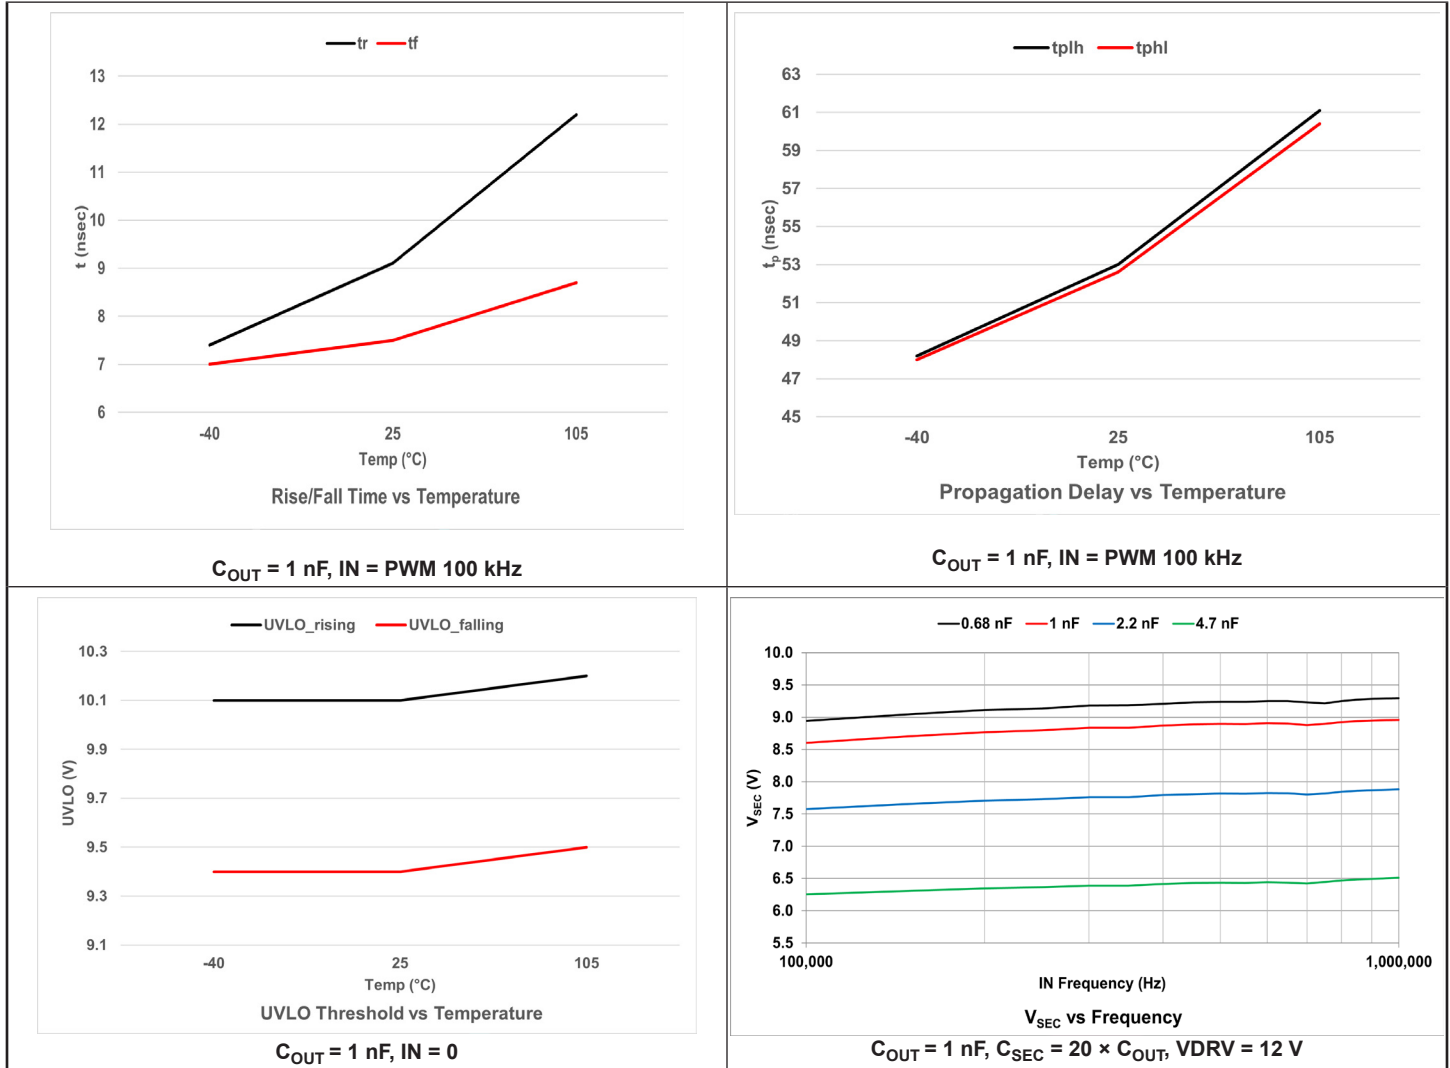 tr tf
13
12
11
10
9
8
7
6
t (nsec)
-40 25 105
Temp (°C)
Rise/Fall Time vs Temperature
COUT = 1 nF, IN = PWM 100 kHz
tplh tphl
63
61
59
57
55
53
51
49
47
45
tp (nsec)
-40 25 105
Temp (°C)
Propagation Delay vs Temperature
COUT = 1 nF, IN = PWM 100 kHz
UVLO_rising UVLO_falling
10.3
10.1
9.9
9.7
9.5
9.3
9.1
UVLO (V)
-40 25 105
Temp (°C)
UVLO Threshold vs Temperature
COUT = 1 nF, IN = 0
0.68 nF 1 nF 2.2 nF 4.7 nF
10.0
9.5
9.0
8.5
8.0
7.5
7.0
6.5
6.0
5.5
VSEC (V)
100,000 1,000,000
IN Frequency (Hz)
VSEC vs Frequency
COUT = 1 nF, CSEC = 20 × COUT, VDRV = 12 V